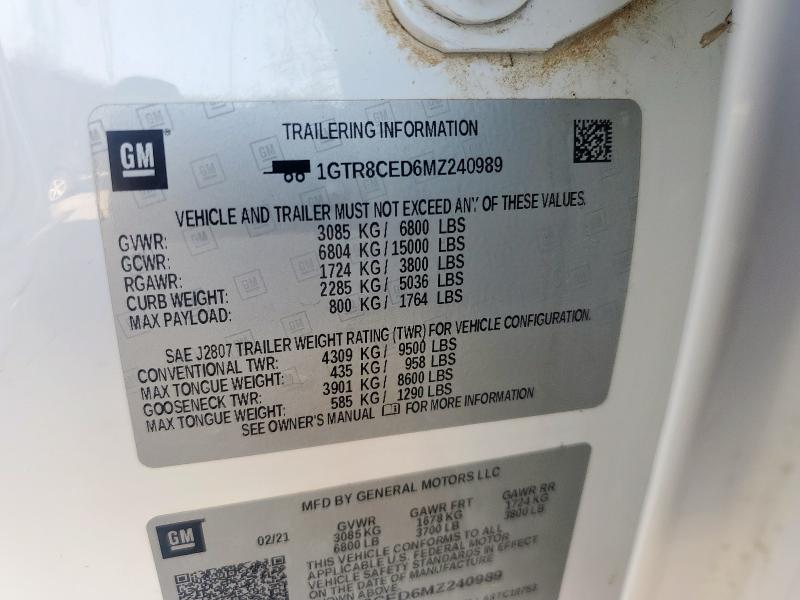 GM
TRAILERING INFORMATION
1GTR8CED6MZ240989
VEHICLE AND TRAILER MUST NOT EXCEED ANY OF THESE VALUES.
GVWR: 3085 KG/ 6800 LBS
GCWR: 6804 KG/ 15000 LBS
RGAWR: 1724 KG/ 3800 LBS
CURB WEIGHT: 2285 KG/ 5036 LBS
MAX PAYLOAD: 800 KG/ 1764 LBS
SAE J2807 TRAILER WEIGHT RATING (TWR) FOR VEHICLE CONFIGURATION.
CONVENTIONAL TWR: 4309 KG/ 9500 LBS
MAX TONGUE WEIGHT: 435 KG/ 958 LBS
GOOSENECK TWR: 3901 KG/ 8600 LBS
MAX TONGUE WEIGHT: 585 KG/ 1290 LBS
SEE OWNER'S MANUAL FOR MORE INFORMATION
GM
MFD BY GENERAL MOTORS LLC
02/21 GVWR GAWR FRT GAWR RR
3085KG 1678 KG 1724 KG
6800 LB 3700 LB 3800 LB
THIS VEHICLE CONFORMS TO ALL
APPLICABLE U.S. FEDERAL MOTOR
VEHICLE SAFETY STANDARDS IN EFFECT
ON THE DATE OF MANUFACTURE
CED6MZ240989